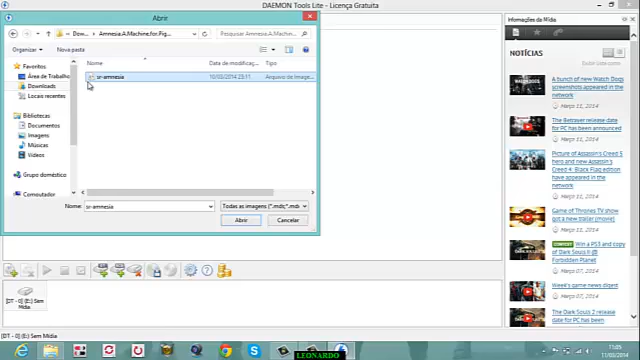 DAEMON Tools Lite - Licença Gratuita
Abrir
« Dow... ▸ Amnesia.A.Machine.for.Pig...
Pesquisar Amnesia.A.Machine...
Organizar
Nova pasta
Favoritos
Área de Trabalho
Downloads
Locais recentes
Bibliotecas
Documentos
Imagens
Músicas
Vídeos
Grupo doméstico
Computador
Nome
Data de modificaç...
Tipo
sr-amnesia
10/03/2014 23:11
Arquivo de Image...
Nome:
sr-amnesia
Todas as imagens (*.mdx;*.mds
Abrir
Cancelar
Informações da Mídia
NOTÍCIAS
A bunch of new Watch Dogs
screenshots appeared in the
network
Março 11, 2014
The Betrayer release date
for PC has been announced
Março 11, 2014
Picture of Assassin's Creed 5
hero and new Assassin's
Creed 4: Black Flag element
have appeared in the
network
Março 11, 2014
Game of Thrones TV show
got a new trailer (movie)
Março 11, 2014
CONTEST Win a PS3 and copy
of Dark Souls II @
Forbidden Planet
Março 07, 2014
Week's game news digest
Março 07, 2014
The Dark Souls 2 release
date for PC has been
[DT - 0] (E:) Sem
Mídia
[DT - 0] (E:) Sem Mídia
LEONARDO
11/03/2014